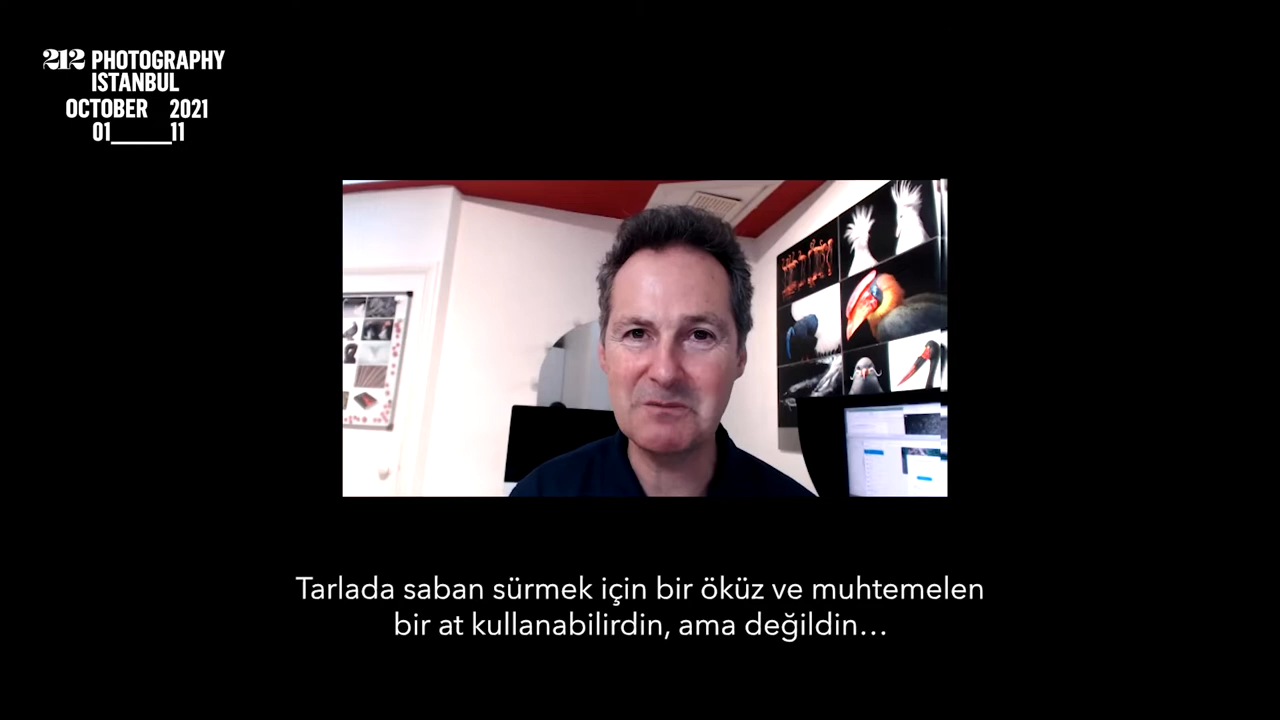 212 PHOTOGRAPHY
ISTANBUL
OCTOBER 2021
01 11
Tarlada saban sürmek için bir öküz ve muhtemelen
bir at kullanabilirdin, ama değildin...